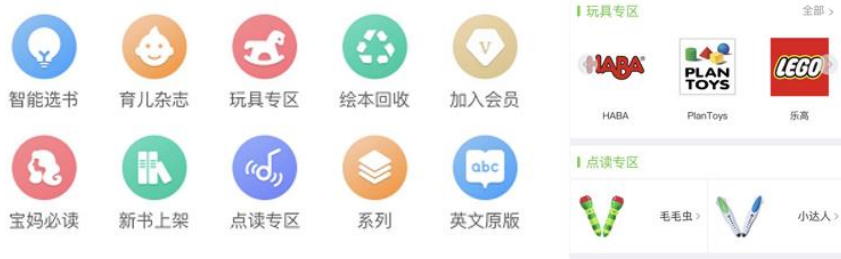 智能选书
育儿杂志
玩具专区
绘本回收
V
加入会员
宝妈必读
新书上架
点读专区
系列
abc
英文原版
玩具专区
全部 >
HABA
PLAN
TOYS
LEGO
HABA
PlanToys
乐高
点读专区
毛毛虫 >
小达人 >